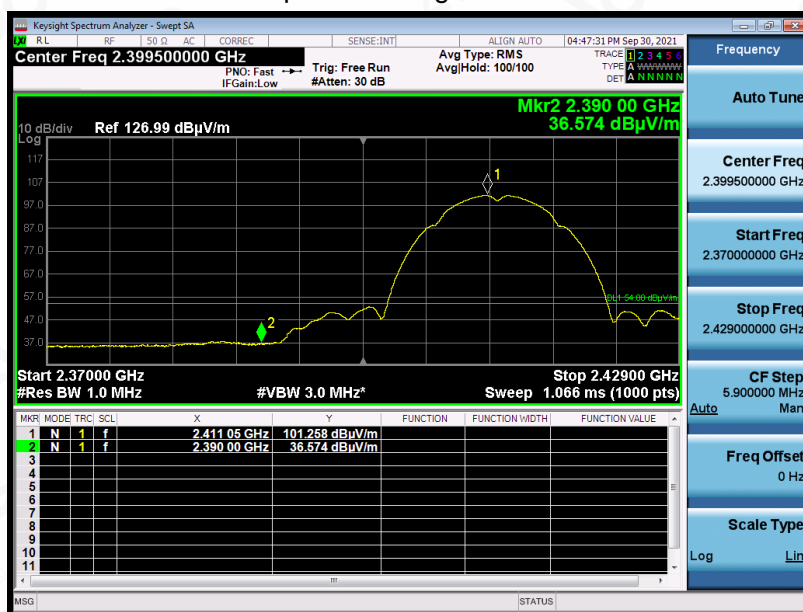 Keysight Spectrum Analyzer - Swept SA
LXI RL RF 50 Ω AC CORREC SENSE:INT ALIGN AUTO 04:47:31 PM Sep 30, 2021
Center Freq 2.399500000 GHz
PNO: Fast
IFGain:Low
Trig: Free Run
#Atten: 30 dB
Avg Type: RMS
Avg|Hold: 100/100
TRACE 1 2 3 4 5 6
TYPE A WWWWW
DET A N N N N N
Mkr2 2.390 00 GHz
36.574 dBµV/m
10 dB/div Ref 126.99 dBµV/m
Log
117
107
97.0
87.0
77.0
67.0
57.0
47.0
37.0
1
2
DL1 54.00 dBµV/m
Start 2.37000 GHz Stop 2.42900 GHz
#Res BW 1.0 MHz #VBW 3.0 MHz* Sweep 1.066 ms (1000 pts)
MKR MODE TRC SCL X Y FUNCTION FUNCTION WIDTH FUNCTION VALUE
1 N 1 f 2.411 05 GHz 101.258 dBµV/m
2 N 1 f 2.390 00 GHz 36.574 dBµV/m
3
4
5
6
7
8
9
10
11
MSG STATUS
Frequency
Auto Tune
Center Freq
2.399500000 GHz
Start Freq
2.370000000 GHz
Stop Freq
2.429000000 GHz
CF Step
5.900000 MHz
Auto Man
Freq Offset
0 Hz
Scale Type
Log Lin